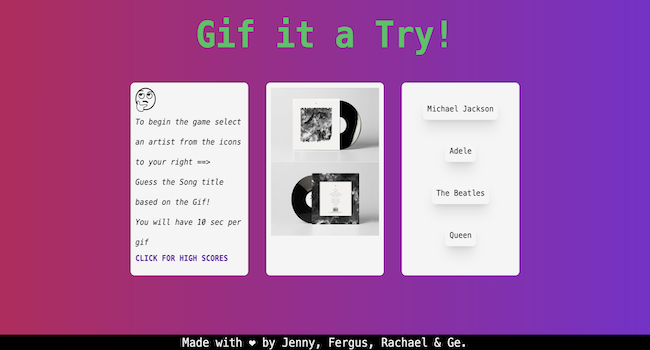 Gif it a Try!
To begin the game select
an artist from the icons
to your right ==>
Guess the Song title
based on the Gif!
You will have 10 sec per
gif
CLICK FOR HIGH SCORES
Michael Jackson
Adele
The Beatles
Queen
Made with ❤ by Jenny, Fergus, Rachael & Ge.